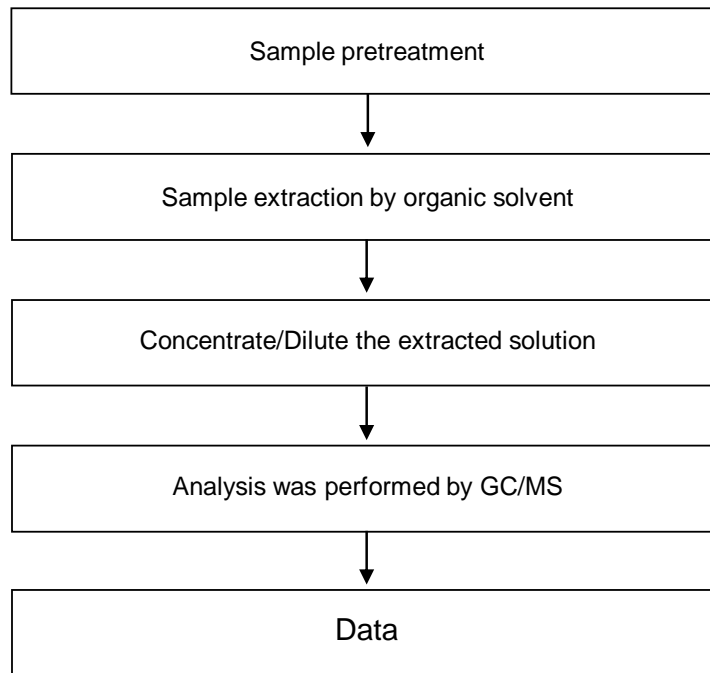 Sample pretreatment
Sample extraction by organic solvent
Concentrate/Dilute the extracted solution
Analysis was performed by GC/MS
Data